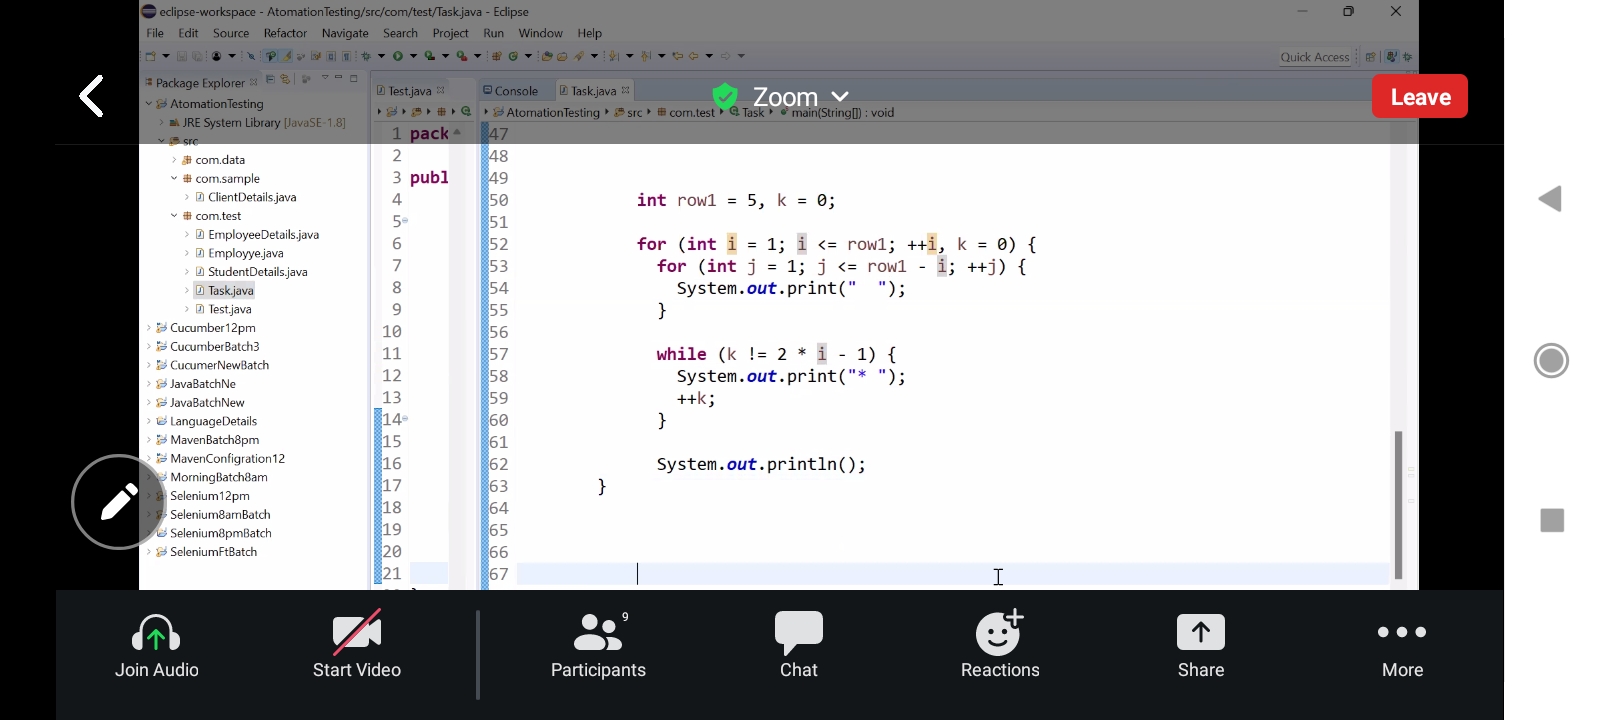 eclipse-workspace - AtomationTesting/src/com/test/Task.java - Eclipse
File Edit Source Refactor Navigate Search Project Run Window Help
Quick Access
Zoom
Leave
Package Explorer
AtomationTesting
JRE System Library [JavaSE-1.8]
src
com.data
com.sample
ClientDetails.java
com.test
EmployeeDetails.java
Employye.java
StudentDetails.java
Task.java
Test.java
Cucumber12pm
CucumberBatch3
CucumerNewBatch
JavaBatchNe
JavaBatchNew
LanguageDetails
MavenBatch8pm
MavenConfigration12
MorningBatch8am
Selenium12pm
Selenium8amBatch
Selenium8pmBatch
SeleniumFtBatch
Test.java
1 pack
2
3 publ
4
5
6
7
8
9
10
11
12
13
14
15
16
17
18
19
20
21
Console Task.java
AtomationTesting src com.test Task main(String[]) : void
47
48
49
50 int row1 = 5, k = 0;
51
52 for (int i = 1; i <= row1; ++i, k = 0) {
53 for (int j = 1; j <= row1 - i; ++j) {
54 System.out.print("  ");
55 }
56
57 while (k != 2 * i - 1) {
58 System.out.print("* ");
59 ++k;
60 }
61
62 System.out.println();
63 }
64
65
66
67
Join Audio
Start Video
9
Participants
Chat
Reactions
Share
More